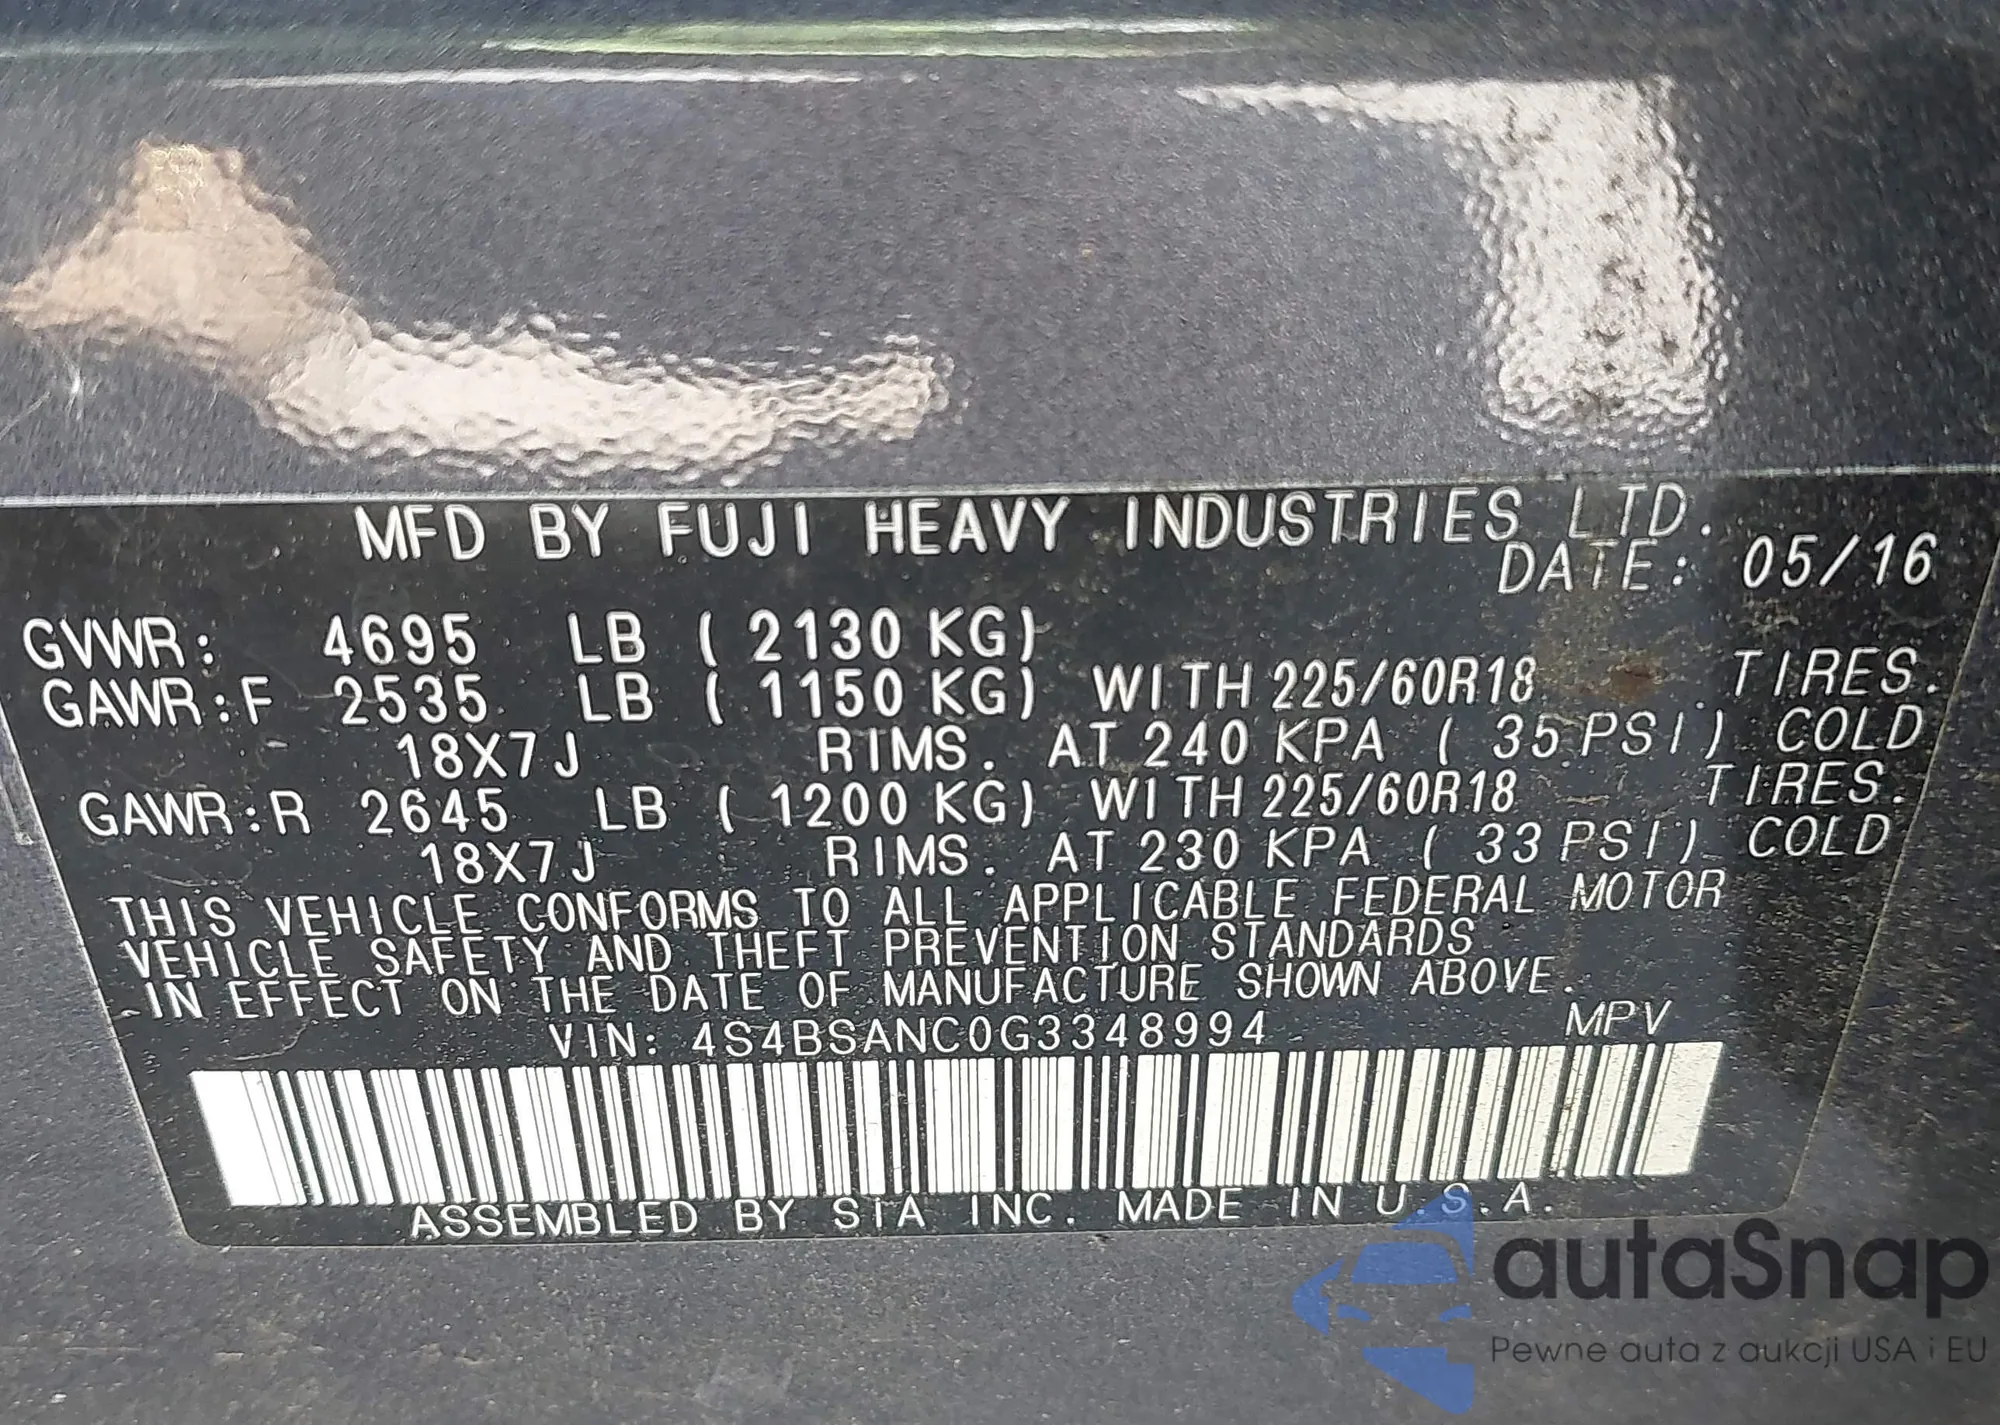 MFD BY FUJI HEAVY INDUSTRIES LTD.
DATE: 05/16
GVWR: 4695 LB ( 2130 KG)
GAWR:F 2535 LB ( 1150 KG) WITH 225/60R18 TIRES.
18X7J RIMS. AT 240 KPA ( 35 PSI) COLD
GAWR:R 2645 LB ( 1200 KG) WITH 225/60R18 TIRES.
18X7J RIMS. AT 230 KPA ( 33 PSI) COLD
THIS VEHICLE CONFORMS TO ALL APPLICABLE FEDERAL MOTOR
VEHICLE SAFETY AND THEFT PREVENTION STANDARDS
IN EFFECT ON THE DATE OF MANUFACTURE SHOWN ABOVE.
VIN: 4S4BSANC0G3348994 MPV
ASSEMBLED BY SIA INC. MADE IN U.S.A.
autaSnap
Pewne auta z aukcji USA i EU